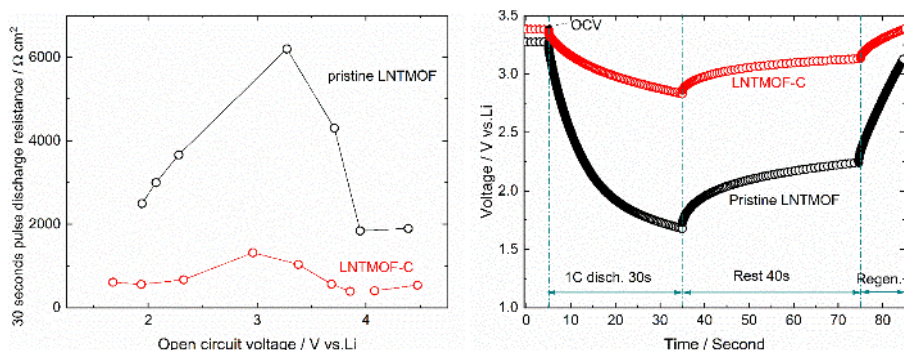 30 seconds pulse discharge resistance / Ω cm²
6000
4000
2000
0
pristine LNTMOF
LNTMOF-C
2
3
4
Open circuit voltage / V vs.Li
Voltage / V vs.Li
3.5
3.0
2.5
2.0
1.5
1.0
OCV
LNTMOF-C
Pristine LNTMOF
1C disch. 30s
Rest 40s
Regen.
0 10 20 30 40 50 60 70 80
Time / Second